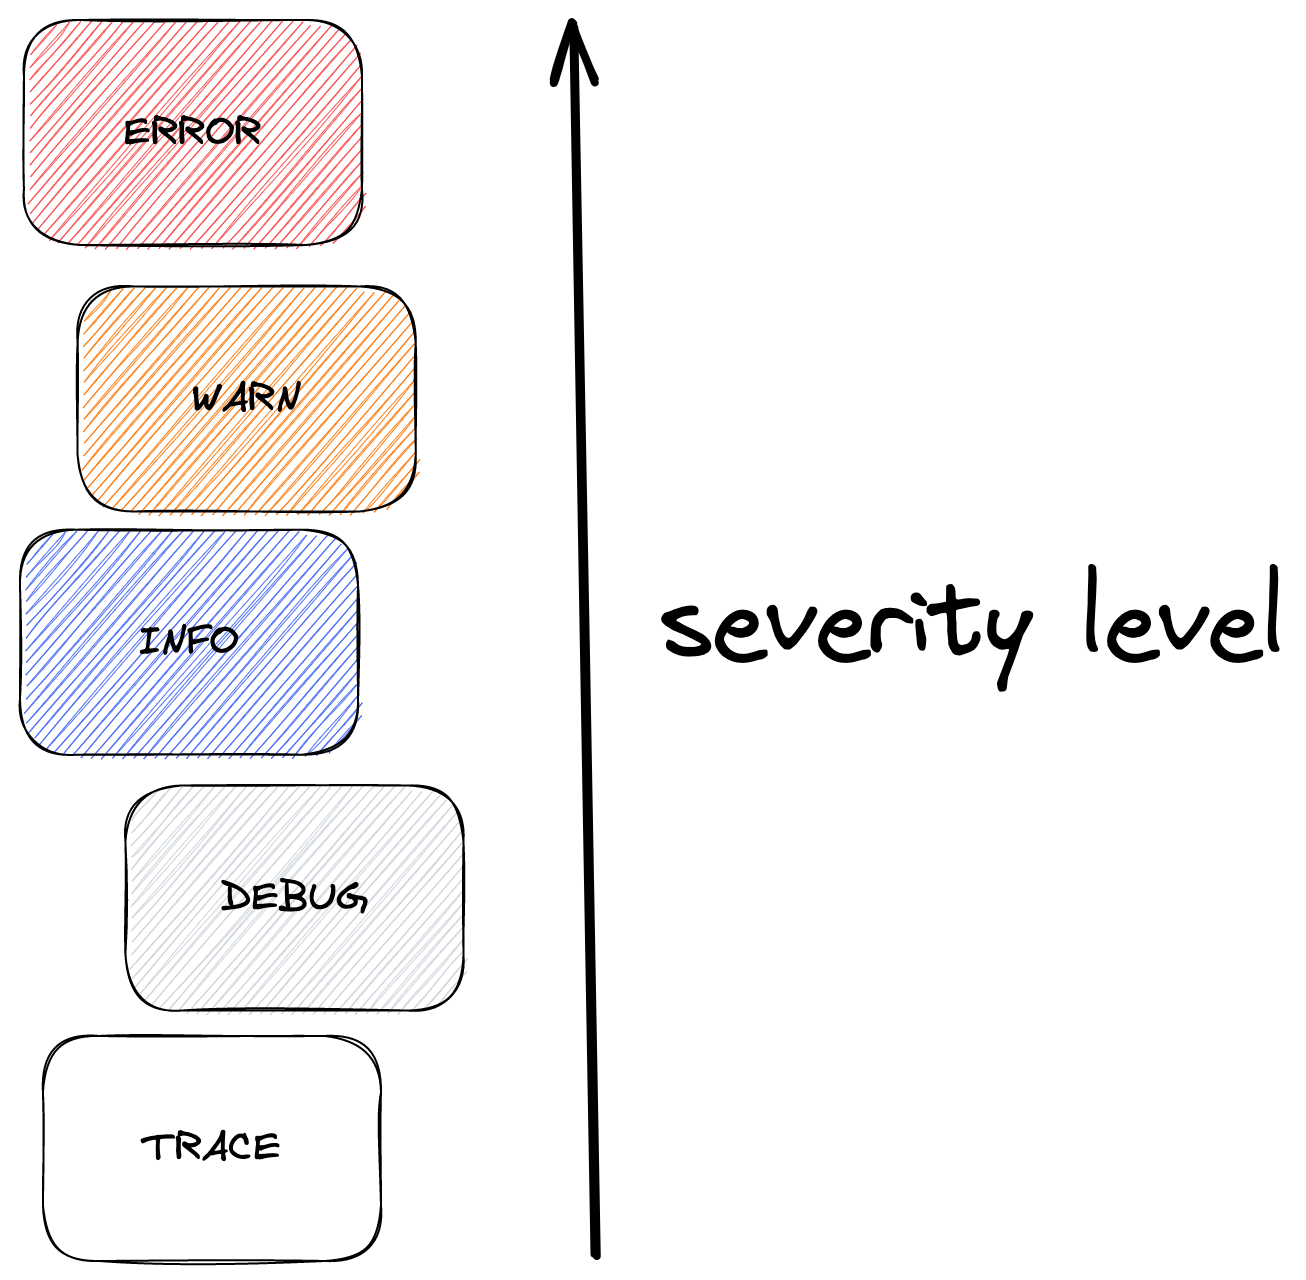 ERROR
WARN
INFO
severity level
DEBUG
TRACE